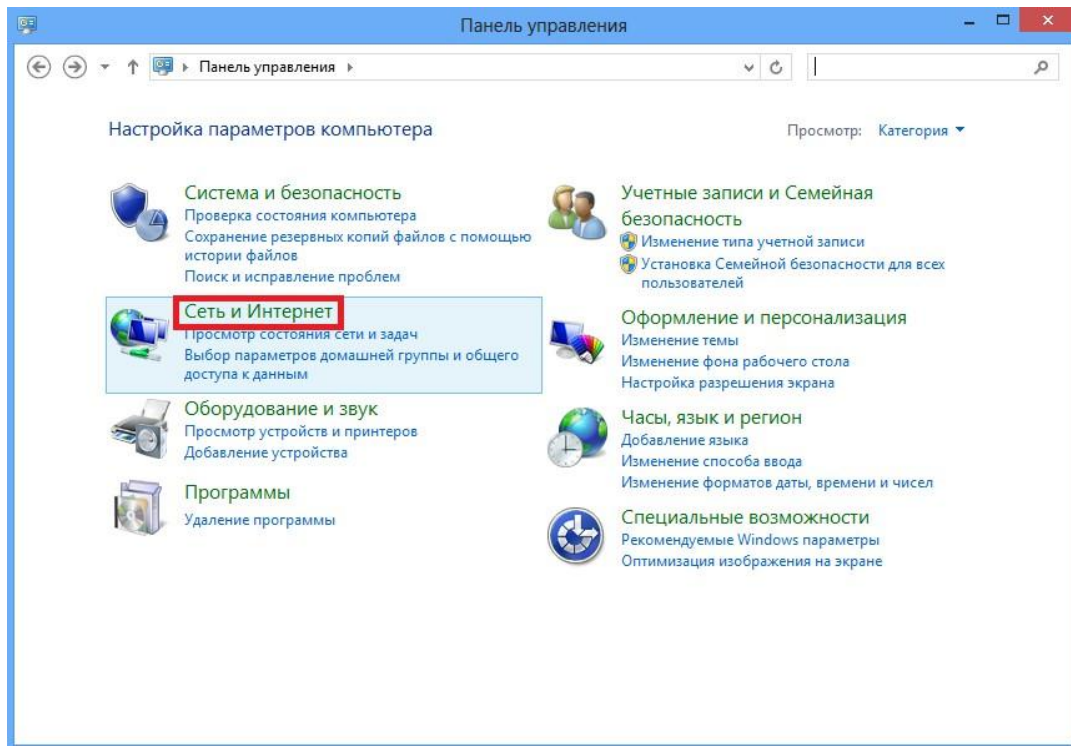 Панель управления
Панель управления
Настройка параметров компьютера
Просмотр: Категория
Система и безопасность
Проверка состояния компьютера
Сохранение резервных копий файлов с помощью
истории файлов
Поиск и исправление проблем
Сеть и Интернет
Просмотр состояния сети и задач
Выбор параметров домашней группы и общего
доступа к данным
Оборудование и звук
Просмотр устройств и принтеров
Добавление устройства
Программы
Удаление программы
Учетные записи и Семейная
безопасность
Изменение типа учетной записи
Установка Семейной безопасности для всех
пользователей
Оформление и персонализация
Изменение темы
Изменение фона рабочего стола
Настройка разрешения экрана
Часы, язык и регион
Добавление языка
Изменение способа ввода
Изменение форматов даты, времени и чисел
Специальные возможности
Рекомендуемые Windows параметры
Оптимизация изображения на экране